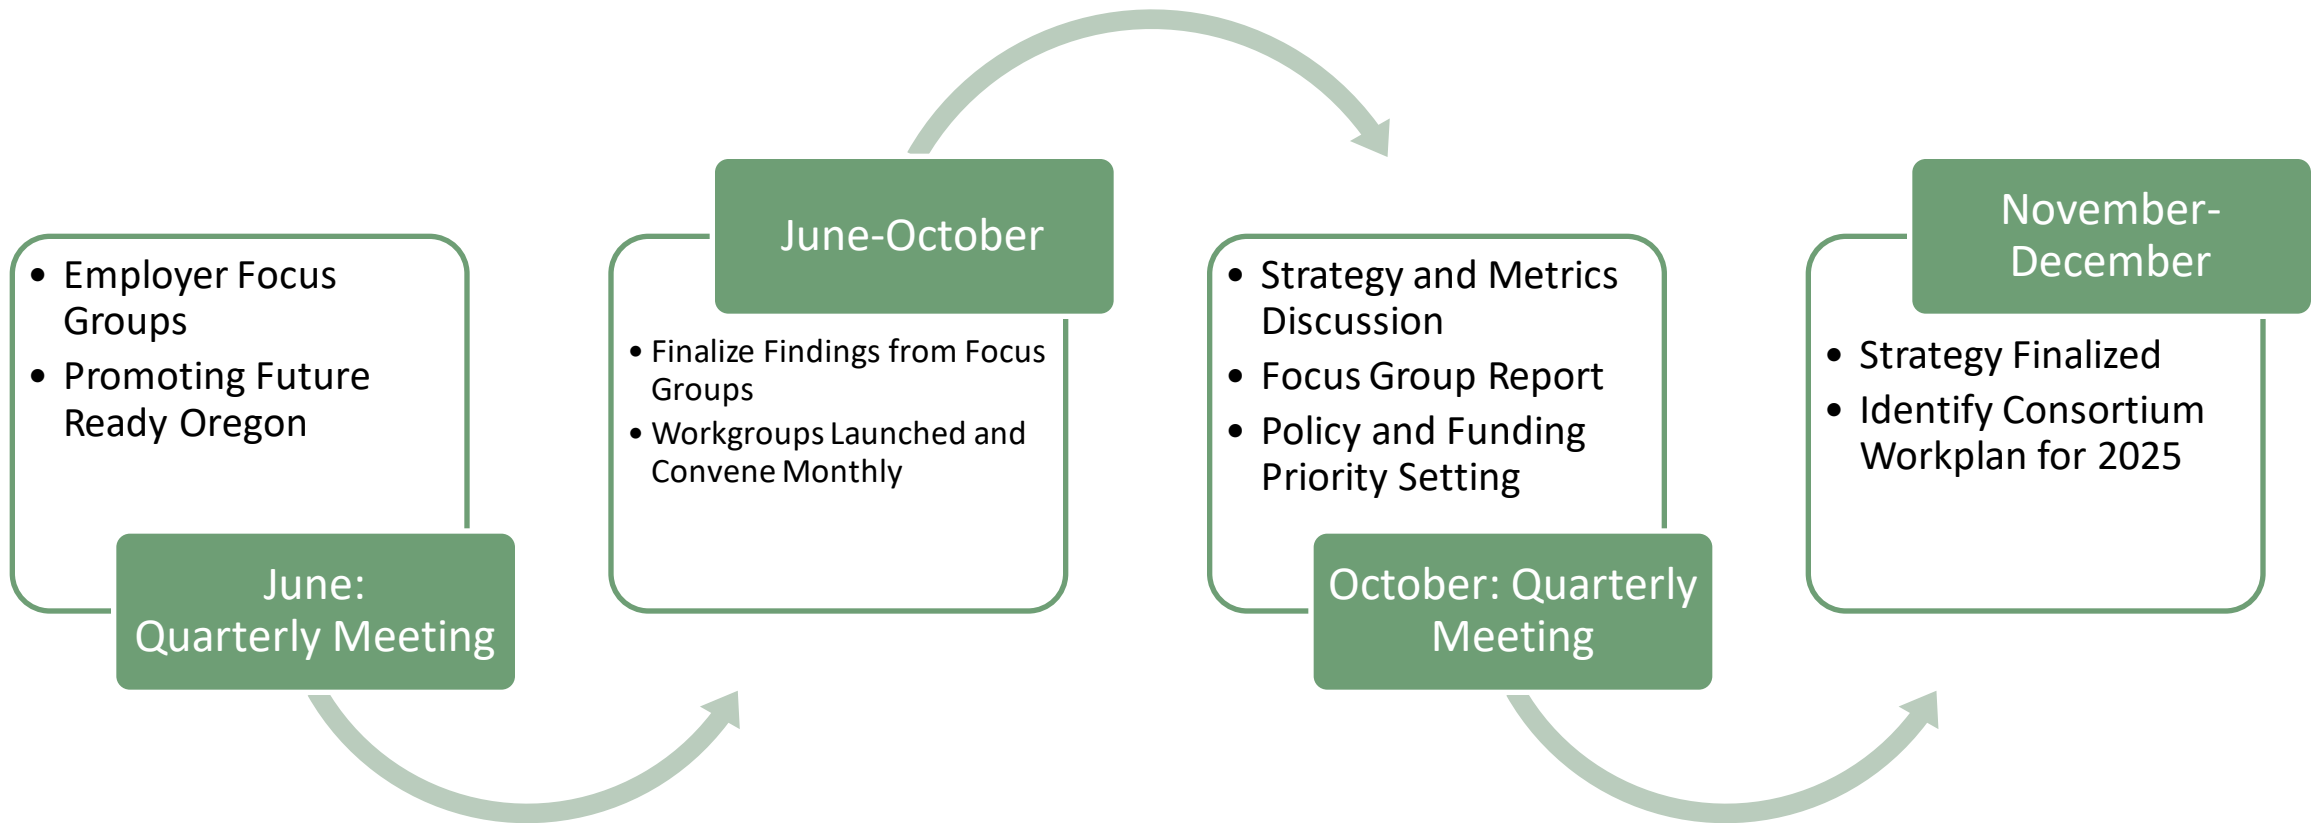 • Employer Focus
Groups
• Promoting Future
Ready Oregon
June:
Quarterly Meeting
June-October
• Finalize Findings from Focus
Groups
• Workgroups Launched and
Convene Monthly
• Strategy and Metrics
Discussion
• Focus Group Report
• Policy and Funding
Priority Setting
October: Quarterly
Meeting
November-
December
• Strategy Finalized
• Identify Consortium
Workplan for 2025